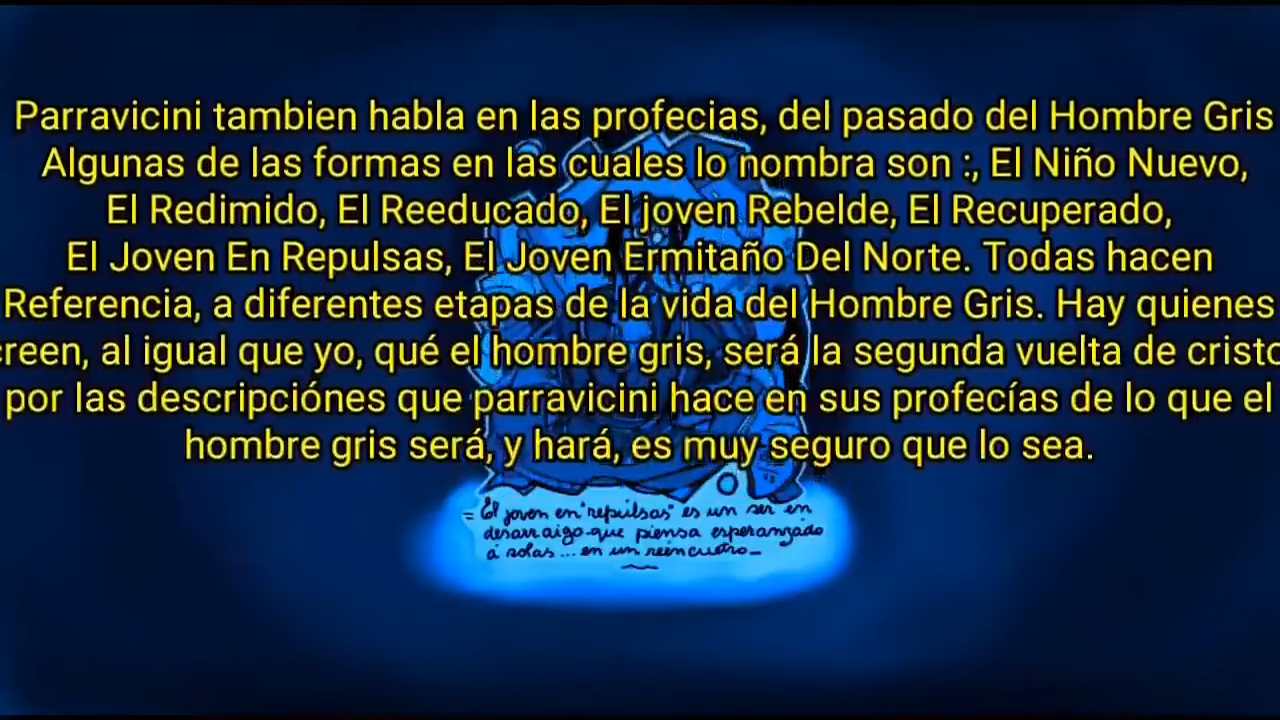 Parravicini tambien habla en las profecias, del pasado del Hombre Gris
Algunas de las formas en las cuales lo nombra son :, El Niño Nuevo,
El Redimido, El Reeducado, El joven Rebelde, El Recuperado,
El Joven En Repulsas, El Joven Ermitaño Del Norte. Todas hacen
Referencia, a diferentes etapas de la vida del Hombre Gris. Hay quienes
creen, al igual que yo, qué el hombre gris, será la segunda vuelta de cristo
por las descripciónes que parravicini hace en sus profecías de lo que el
hombre gris será, y hará, es muy seguro que lo sea.
= El joven en "repulsas" es un ser en
desarraigo que piensa esperanzado
á solas... en un reencuetro_